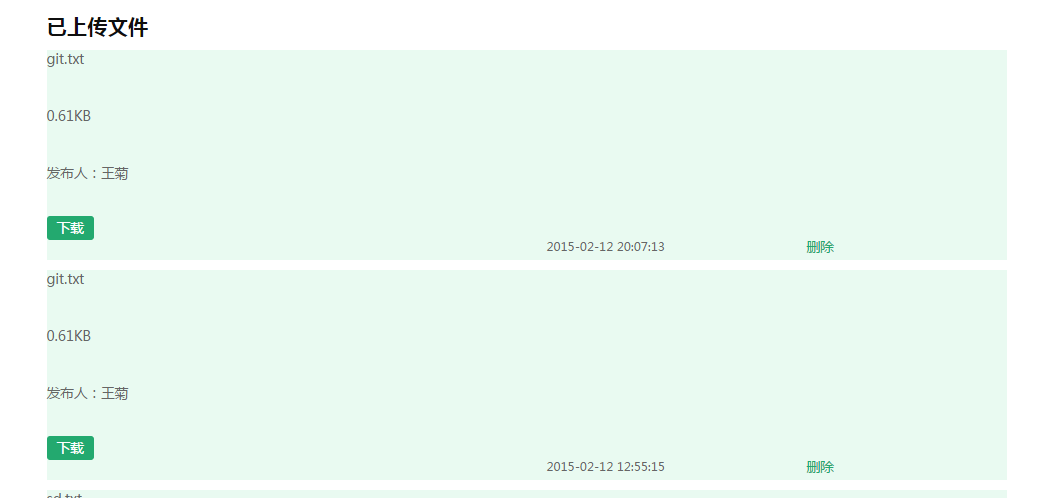 已上传文件
git.txt
0.61KB
发布人：王菊
下载
2015-02-12 20:07:13 删除
git.txt
0.61KB
发布人：王菊
下载
2015-02-12 12:55:15 删除
sd.txt